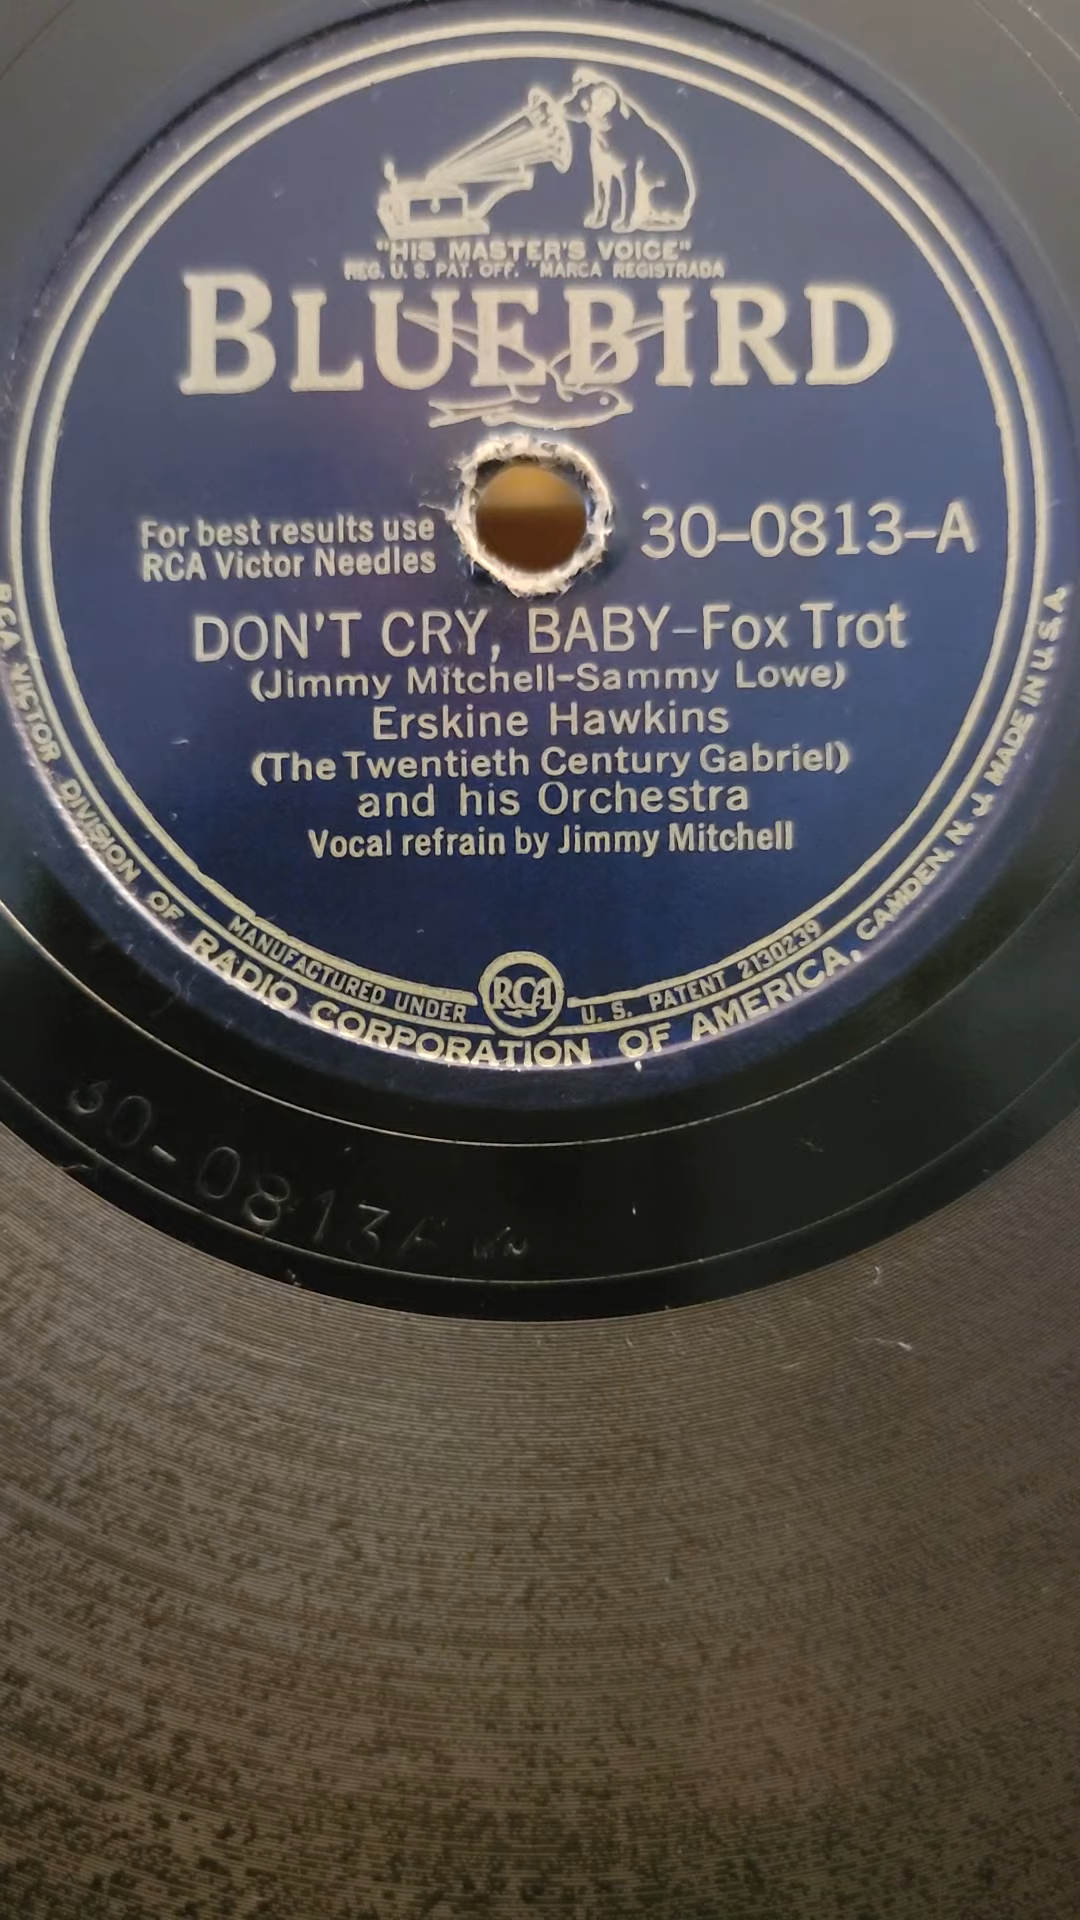 "HIS MASTER'S VOICE"
REG. U. S. PAT. OFF. "MARCA REGISTRADA
BLUEBIRD
For best results use
RCA Victor Needles
30-0813-A
DON'T CRY, BABY-Fox Trot
(Jimmy Mitchell-Sammy Lowe)
Erskine Hawkins
(The Twentieth Century Gabriel)
and his Orchestra
Vocal refrain by Jimmy Mitchell
MANUFACTURED UNDER RCA U. S. PATENT 2130239
RCA VICTOR DIVISION OF RADIO CORPORATION OF AMERICA, CAMDEN, N. J. MADE IN U.S.A.
30-0813